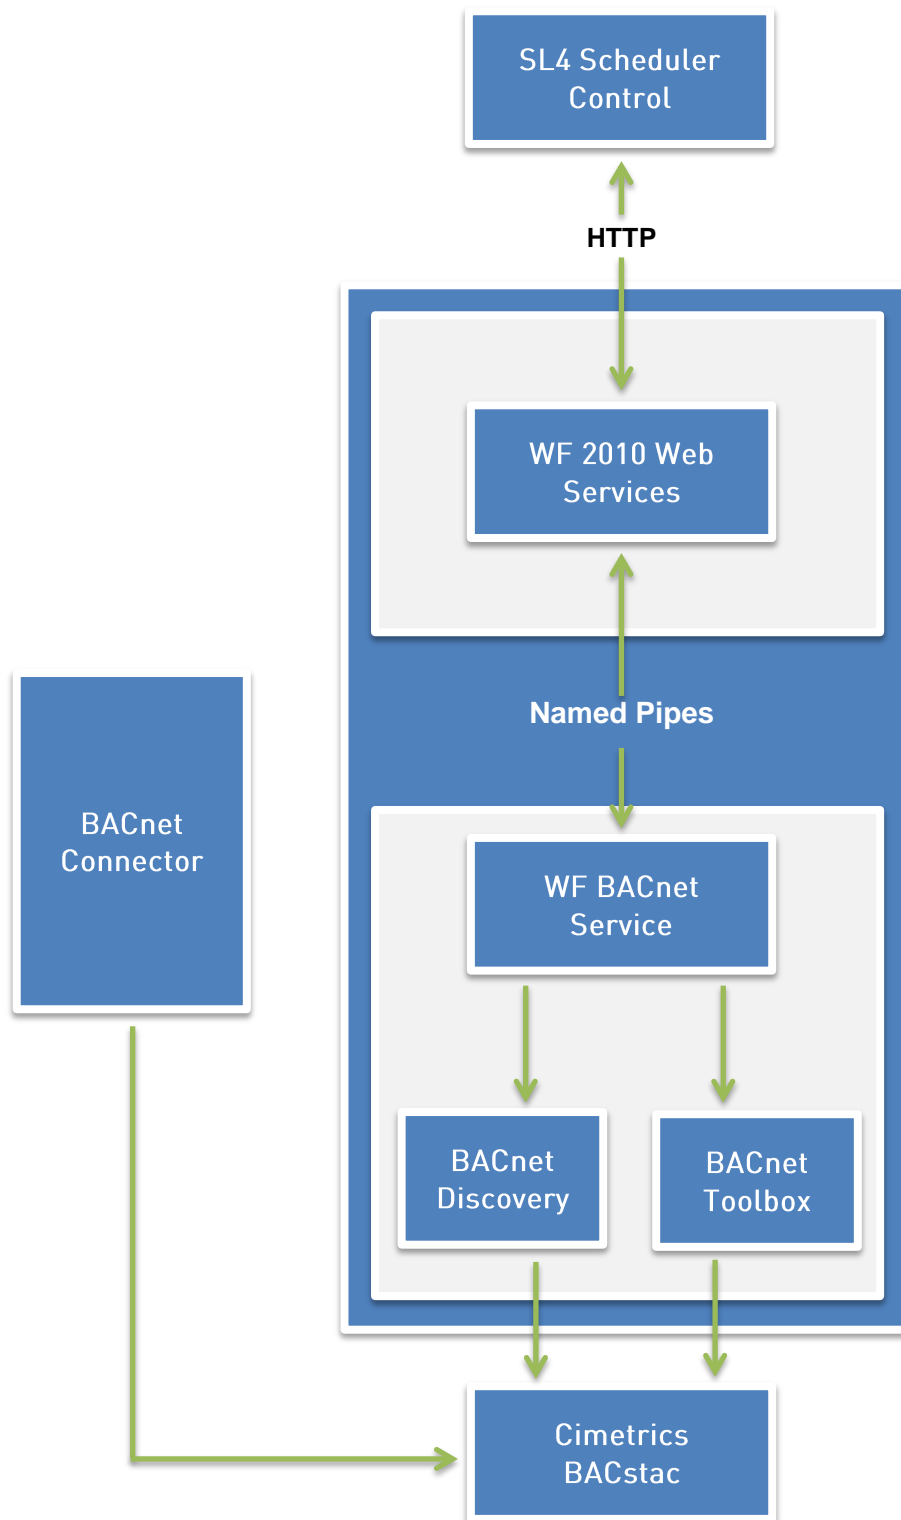 SL4 Scheduler
Control
HTTP
WF 2010 Web
Services
Named Pipes
BACnet
Connector
WF BACnet
Service
BACnet
Discovery
BACnet
Toolbox
Cimetrics
BACstac